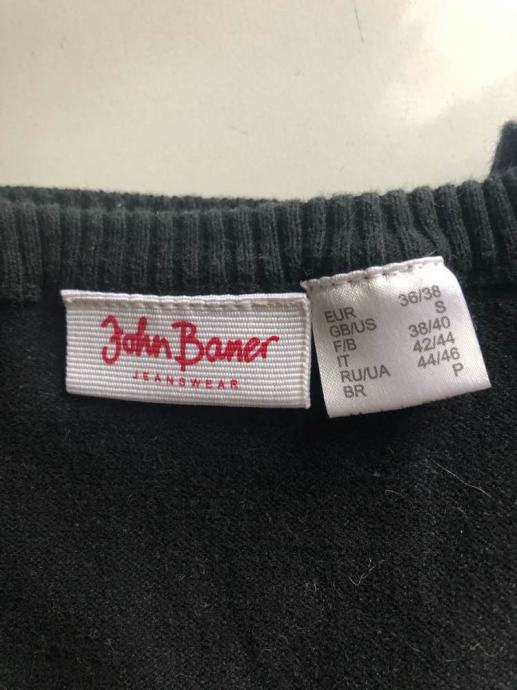 John Baner
JEANSWEAR
EUR 36/38
GB/US S
F/B 38/40
IT 42/44
RU/UA 44/46
BR P